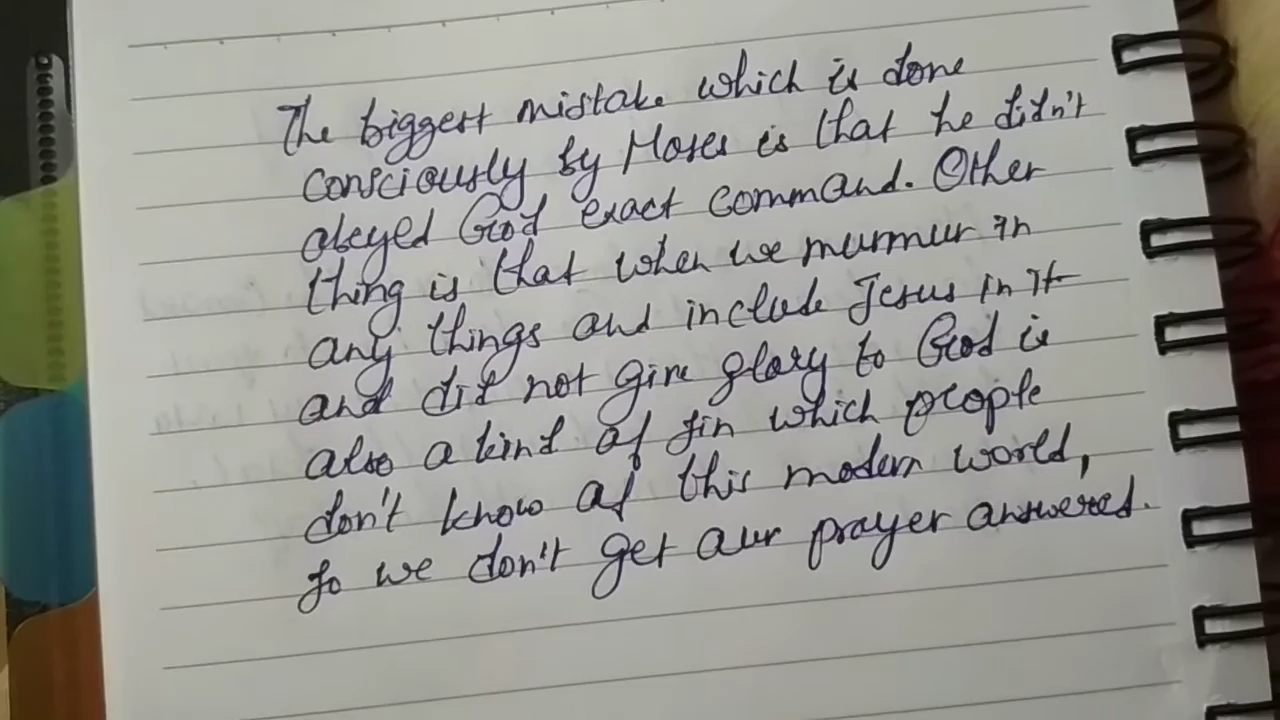 The biggest mistake which is done
consciously by Moses is that he didn't
obeyed God exact command. Other
thing is that when we murmur in
any things and include Jesus in it
and did not give glory to God is
also a kind of sin which people
don't know of this modern world,
so we don't get our prayer answered.